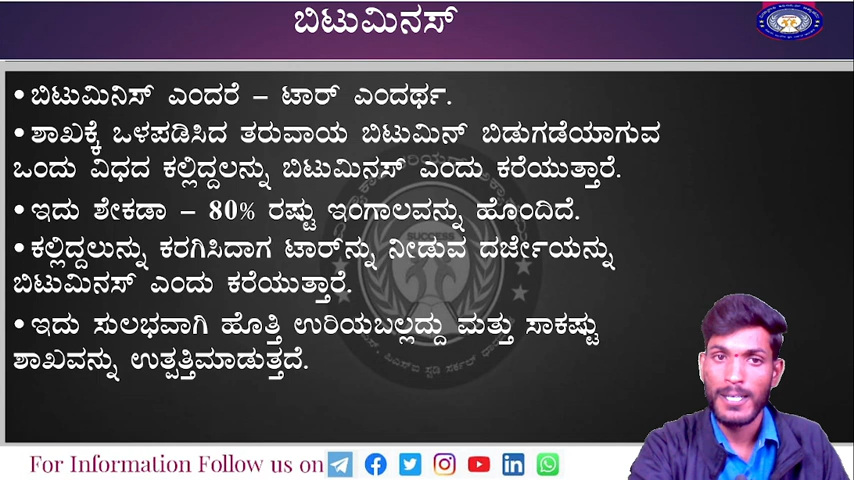 ಬಿಟುಮಿನಸ್
• ಬಿಟುಮಿನಿಸ್ ಎಂದರೆ – ಟಾರ್ ಎಂದರ್ಥ.
• ಶಾಖಕ್ಕೆ ಒಳಪಡಿಸಿದ ತರುವಾಯ ಬಿಟುಮಿನ್ ಬಿಡುಗಡೆಯಾಗುವ
ಒಂದು ವಿಧದ ಕಲ್ಲಿದ್ದಲನ್ನು ಬಿಟುಮಿನಸ್ ಎಂದು ಕರೆಯುತ್ತಾರೆ.
• ಇದು ಶೇಕಡಾ – 80% ರಷ್ಟು ಇಂಗಾಲವನ್ನು ಹೊಂದಿದೆ.
• ಕಲ್ಲಿದ್ದಲುನ್ನು ಕರಗಿಸಿದಾಗ ಟಾರ್‌ನ್ನು ನೀಡುವ ದರ್ಜೇಯನ್ನು
ಬಿಟುಮಿನಸ್ ಎಂದು ಕರೆಯುತ್ತಾರೆ.
• ಇದು ಸುಲಭವಾಗಿ ಹೊತ್ತಿ ಉರಿಯಬಲ್ಲದ್ದು ಮತ್ತು ಸಾಕಷ್ಟು
ಶಾಖವನ್ನು ಉತ್ಪತ್ತಿಮಾಡುತ್ತದೆ.
SUCCESS
For Information Follow us on